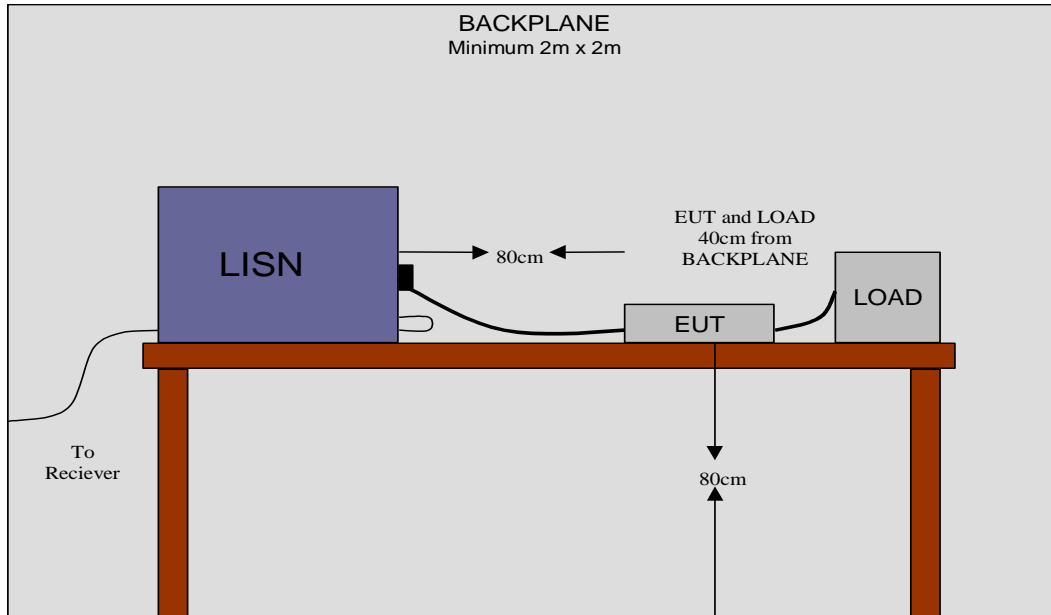 BACKPLANE
Minimum 2m x 2m
EUT and LOAD
40cm from
BACKPLANE
80cm
LISN
LOAD
EUT
To
Reciever
80cm